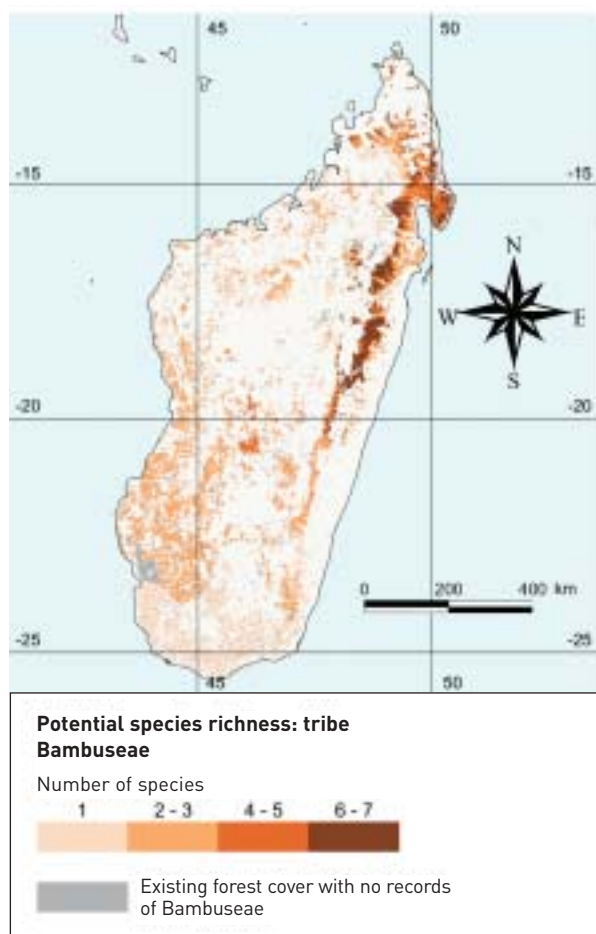 45 50
-15 -15
N
W E
S
-20 -20
0 200 400 km
-25 -25
45 50
Potential species richness: tribe
Bambuseae
Number of species
1 2 - 3 4 - 5 6 - 7
Existing forest cover with no records
of Bambuseae